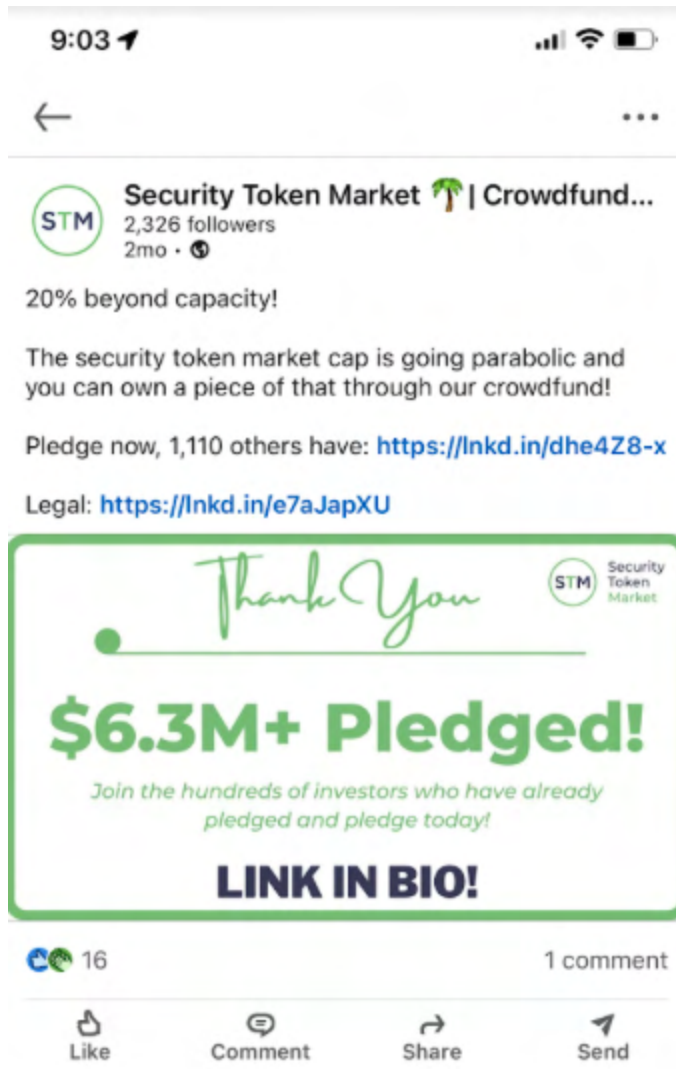 9:03
STM
Security Token Market 🌴 | Crowdfund...
2,326 followers
2mo •
20% beyond capacity!
The security token market cap is going parabolic and
you can own a piece of that through our crowdfund!
Pledge now, 1,110 others have: https://lnkd.in/dhe4Z8-x
Legal: https://lnkd.in/e7aJapXU
Thank You
STM
Security
Token
Market
$6.3M+ Pledged!
Join the hundreds of investors who have already
pledged and pledge today!
LINK IN BIO!
16
1 comment
Like
Comment
Share
Send